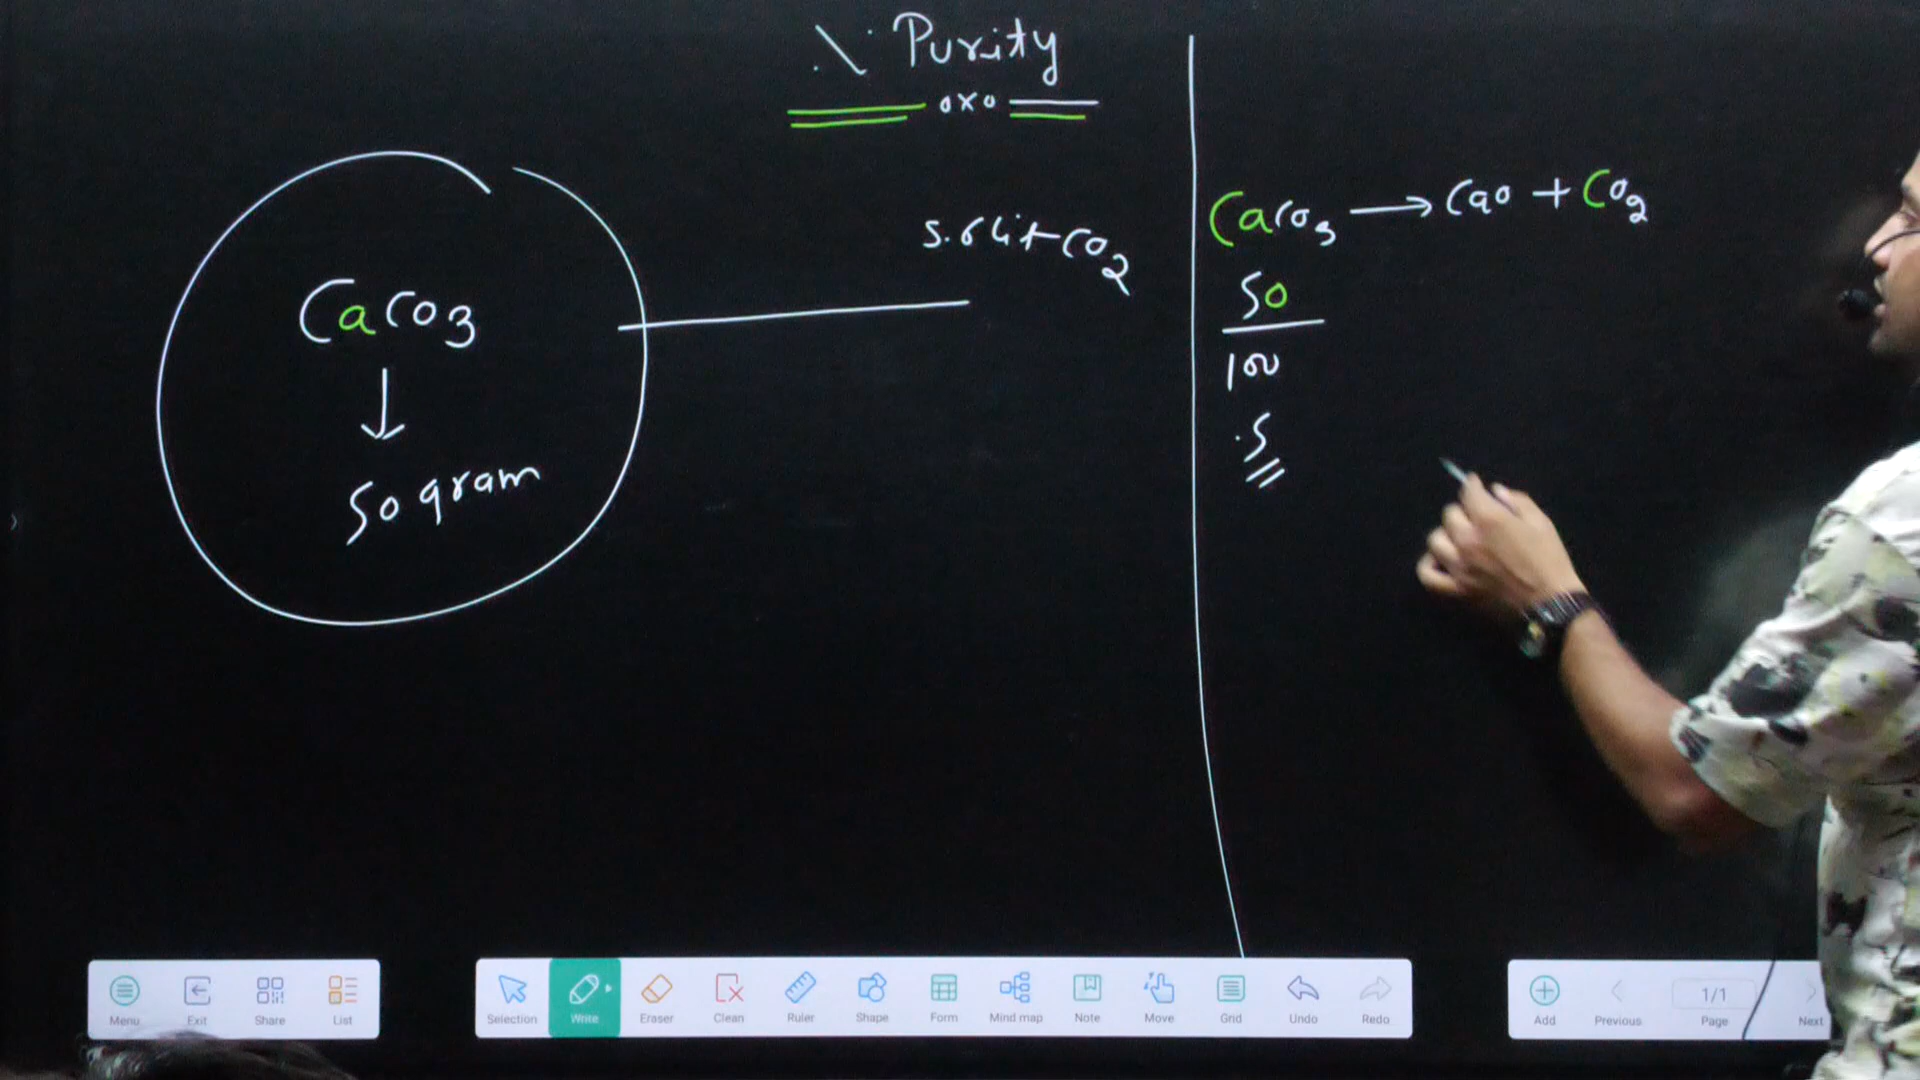 .\∵ Purity
oxo
CaCO3
↓
50 gram
5.6 lit CO2
CaCO3 → CaO + CO2
50
100
.5
Menu
Exit
Share
List
Selection
Write
Eraser
Clean
Ruler
Shape
Form
Mind map
Note
Move
Grid
Undo
Redo
Add
Previous
1/1
Page
Next